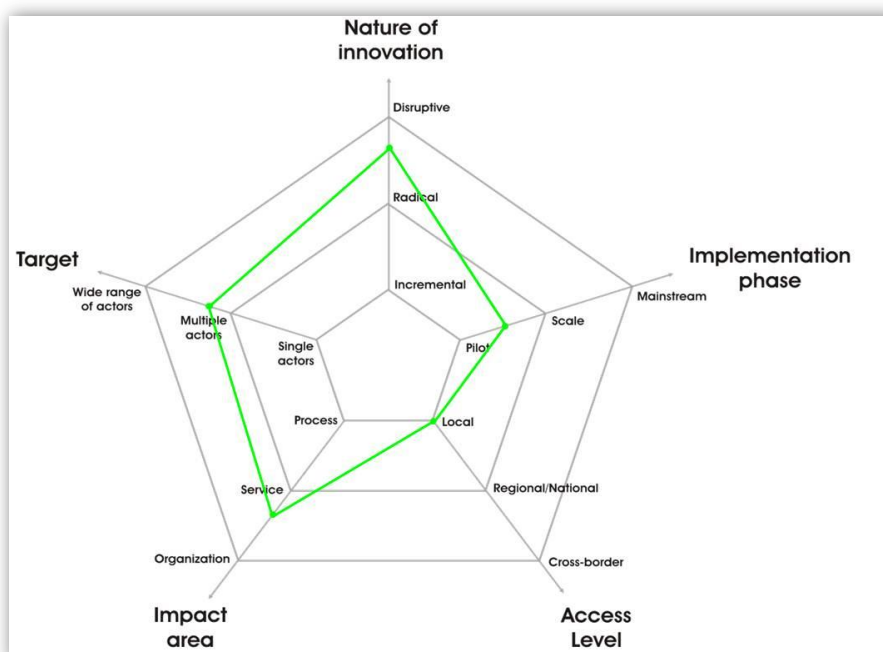 Nature of
innovation
Disruptive
Radical
Incremental
Target
Wide range
of actors
Multiple
actors
Single
actors
Implementation
phase
Mainstream
Scale
Pilot
Process
Local
Service
Regional/National
Organization
Cross-border
Impact
area
Access
Level